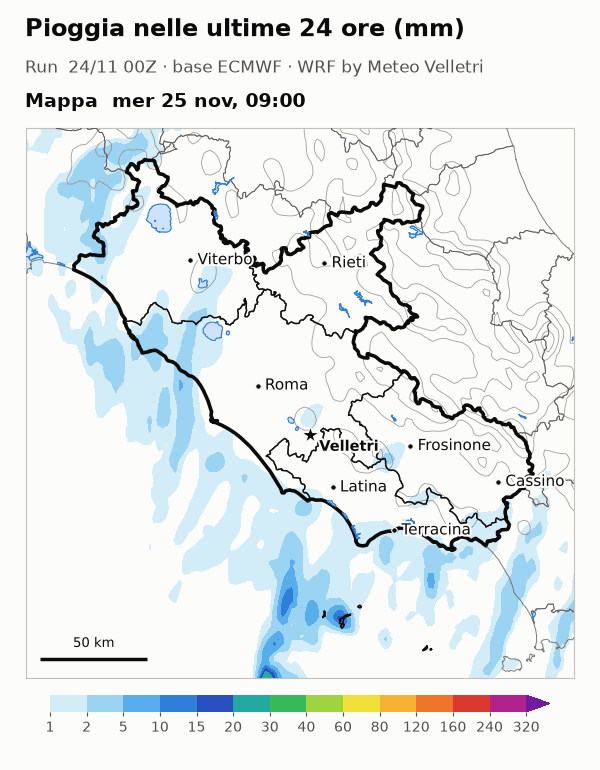 Pioggia nelle ultime 24 ore (mm)
Run  24/11 00Z · base ECMWF · WRF by Meteo Velletri
Mappa  mer 25 nov, 09:00
Viterbo
Rieti
Roma
Velletri
Frosinone
Cassino
Latina
Terracina
50 km
1 2 5 10 15 20 30 40 60 80 120 160 240 320